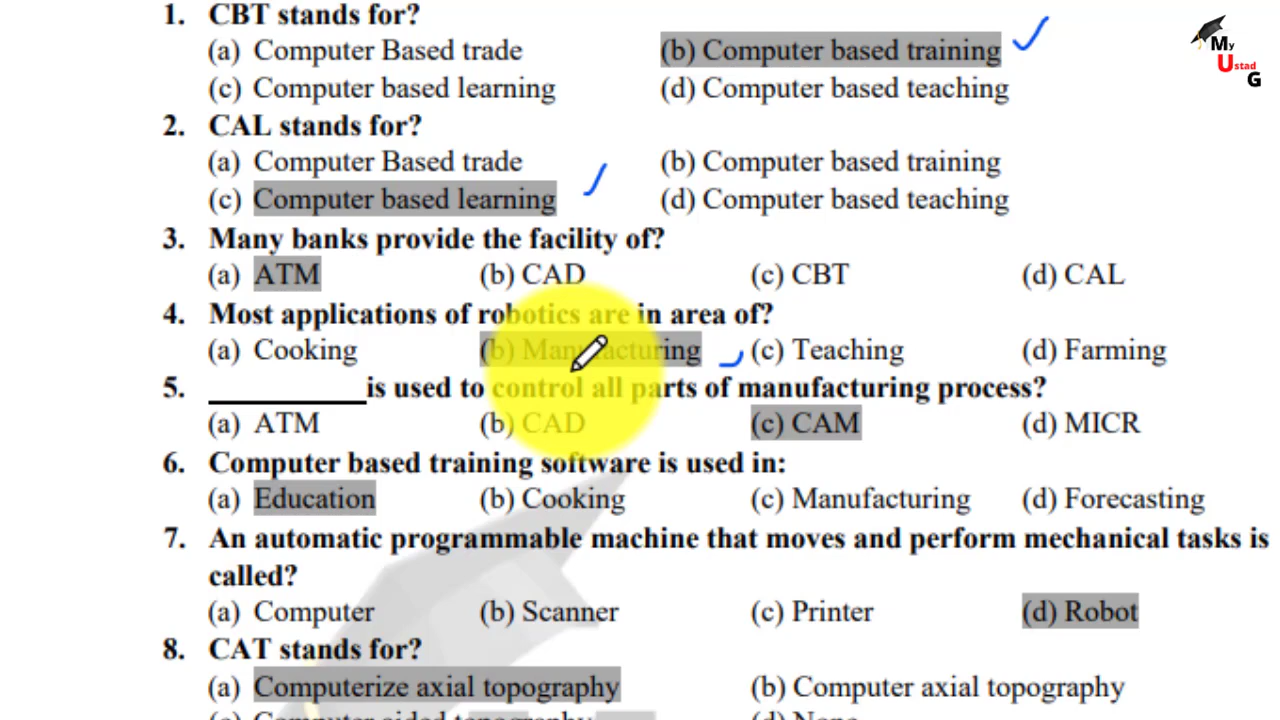 1. CBT stands for?
(a) Computer Based trade (b) Computer based training
(c) Computer based learning (d) Computer based teaching
2. CAL stands for?
(a) Computer Based trade (b) Computer based training
(c) Computer based learning (d) Computer based teaching
3. Many banks provide the facility of?
(a) ATM (b) CAD (c) CBT (d) CAL
4. Most applications of robotics are in area of?
(a) Cooking (b) Manufacturing (c) Teaching (d) Farming
5. __________ is used to control all parts of manufacturing process?
(a) ATM (b) CAD (c) CAM (d) MICR
6. Computer based training software is used in:
(a) Education (b) Cooking (c) Manufacturing (d) Forecasting
7. An automatic programmable machine that moves and perform mechanical tasks is
called?
(a) Computer (b) Scanner (c) Printer (d) Robot
8. CAT stands for?
(a) Computerize axial topography (b) Computer axial topography
My
Ustad
G